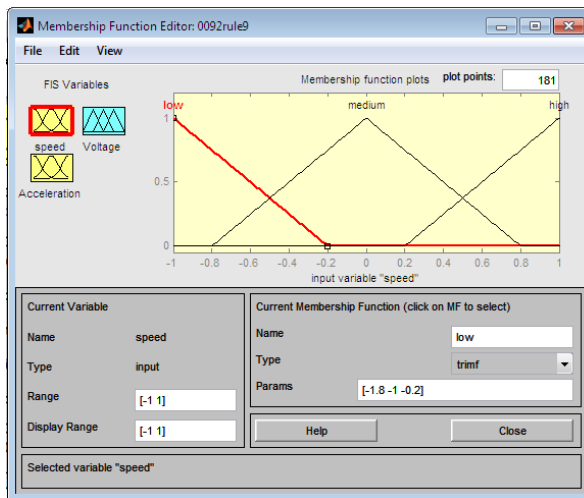 Membership Function Editor: 0092rule9
File Edit View
FIS Variables
speed Voltage
Acceleration
Membership function plots plot points: 181
low medium high
1
0.5
0
-1 -0.8 -0.6 -0.4 -0.2 0 0.2 0.4 0.6 0.8 1
input variable "speed"
Current Variable
Name speed
Type input
Range [-1 1]
Display Range [-1 1]
Current Membership Function (click on MF to select)
Name low
Type trimf
Params [-1.8 -1 -0.2]
Help Close
Selected variable "speed"